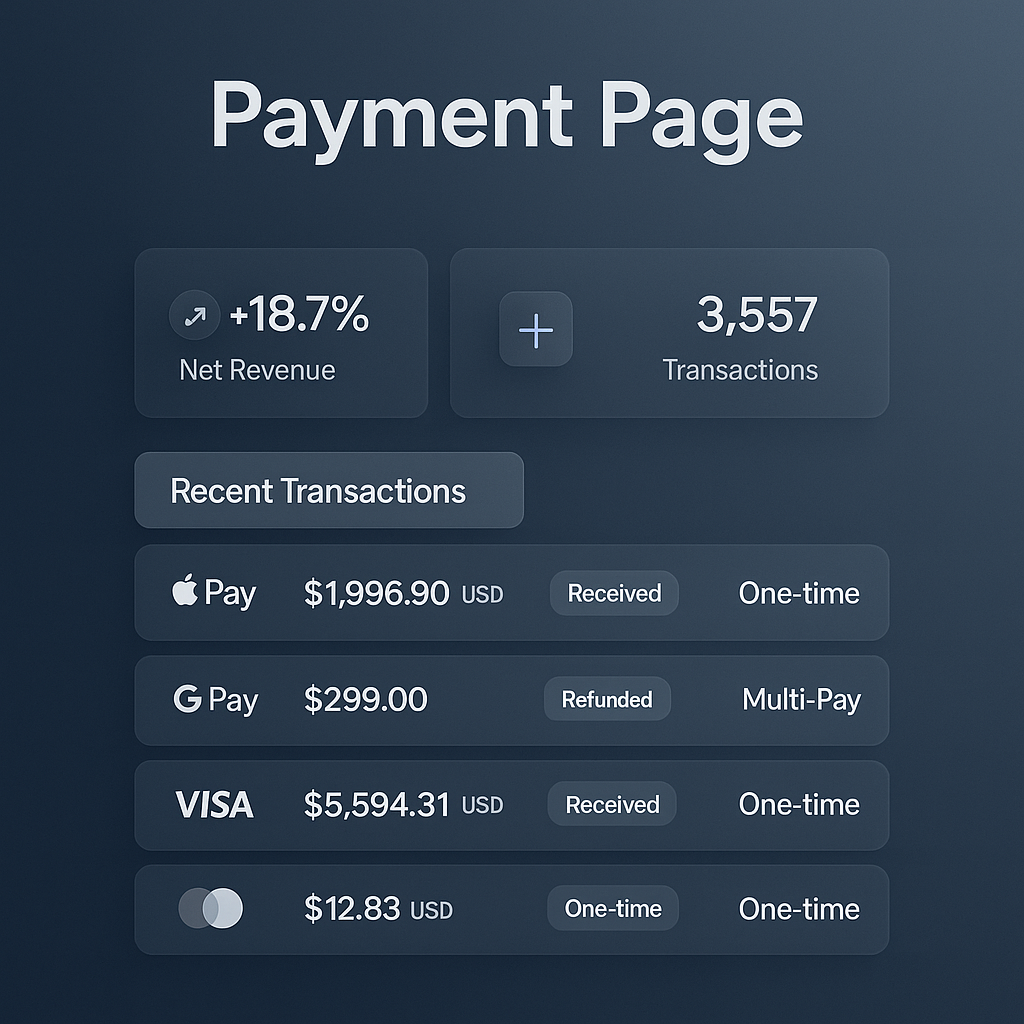 Payment Page
+18.7%
Net Revenue
3,557
Transactions
Recent Transactions
Pay $1,996.90 USD Received One-time
G Pay $299.00 Refunded Multi-Pay
VISA $5,594.31 USD Received One-time
$12.83 USD One-time One-time